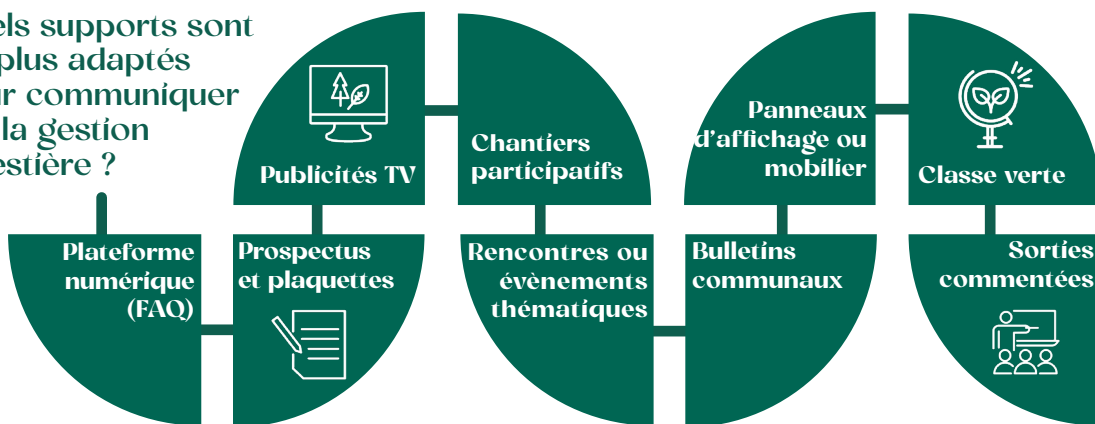 els supports sont
plus adaptés
r communiquer
la gestion
estière ?
Plateforme
numérique
(FAQ)
Prospectus
et plaquettes
Publicités TV
Chantiers
participatifs
Rencontres ou
évènements
thématiques
Bulletins
communaux
Panneaux
d’affichage ou
mobilier
Classe verte
Sorties
commentées